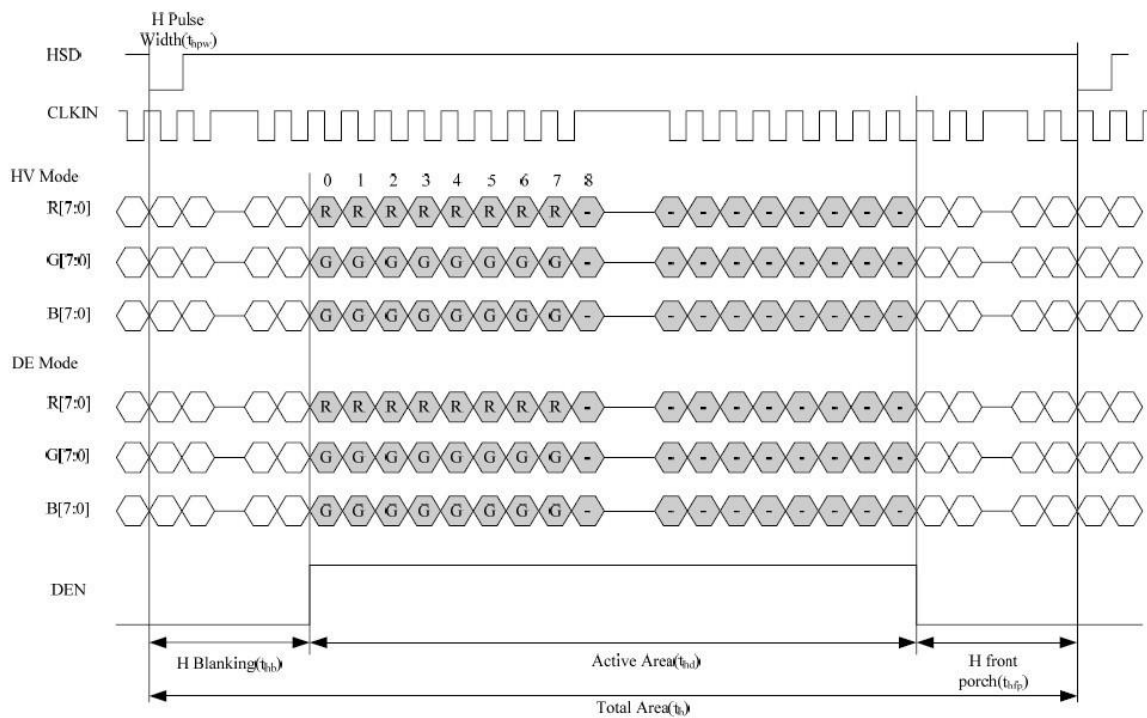 H Pulse
Width(thpw)
HSD
CLKIN
HV Mode
0 1 2 3 4 5 6 7 8
R[7:0] R R R R R R R R - - - - - - - - -
G[7:0] G G G G G G G G - - - - - - - - -
B[7:0] G G G G G G G G - - - - - - - - -
DE Mode
R[7:0] R R R R R R R R - - - - - - - - -
G[7:0] G G G G G G G G - - - - - - - - -
B[7:0] G G G G G G G G - - - - - - - - -
DEN
H Blanking(thb)
Active Area(thd)
H front
porch(thfp)
Total Area(th)